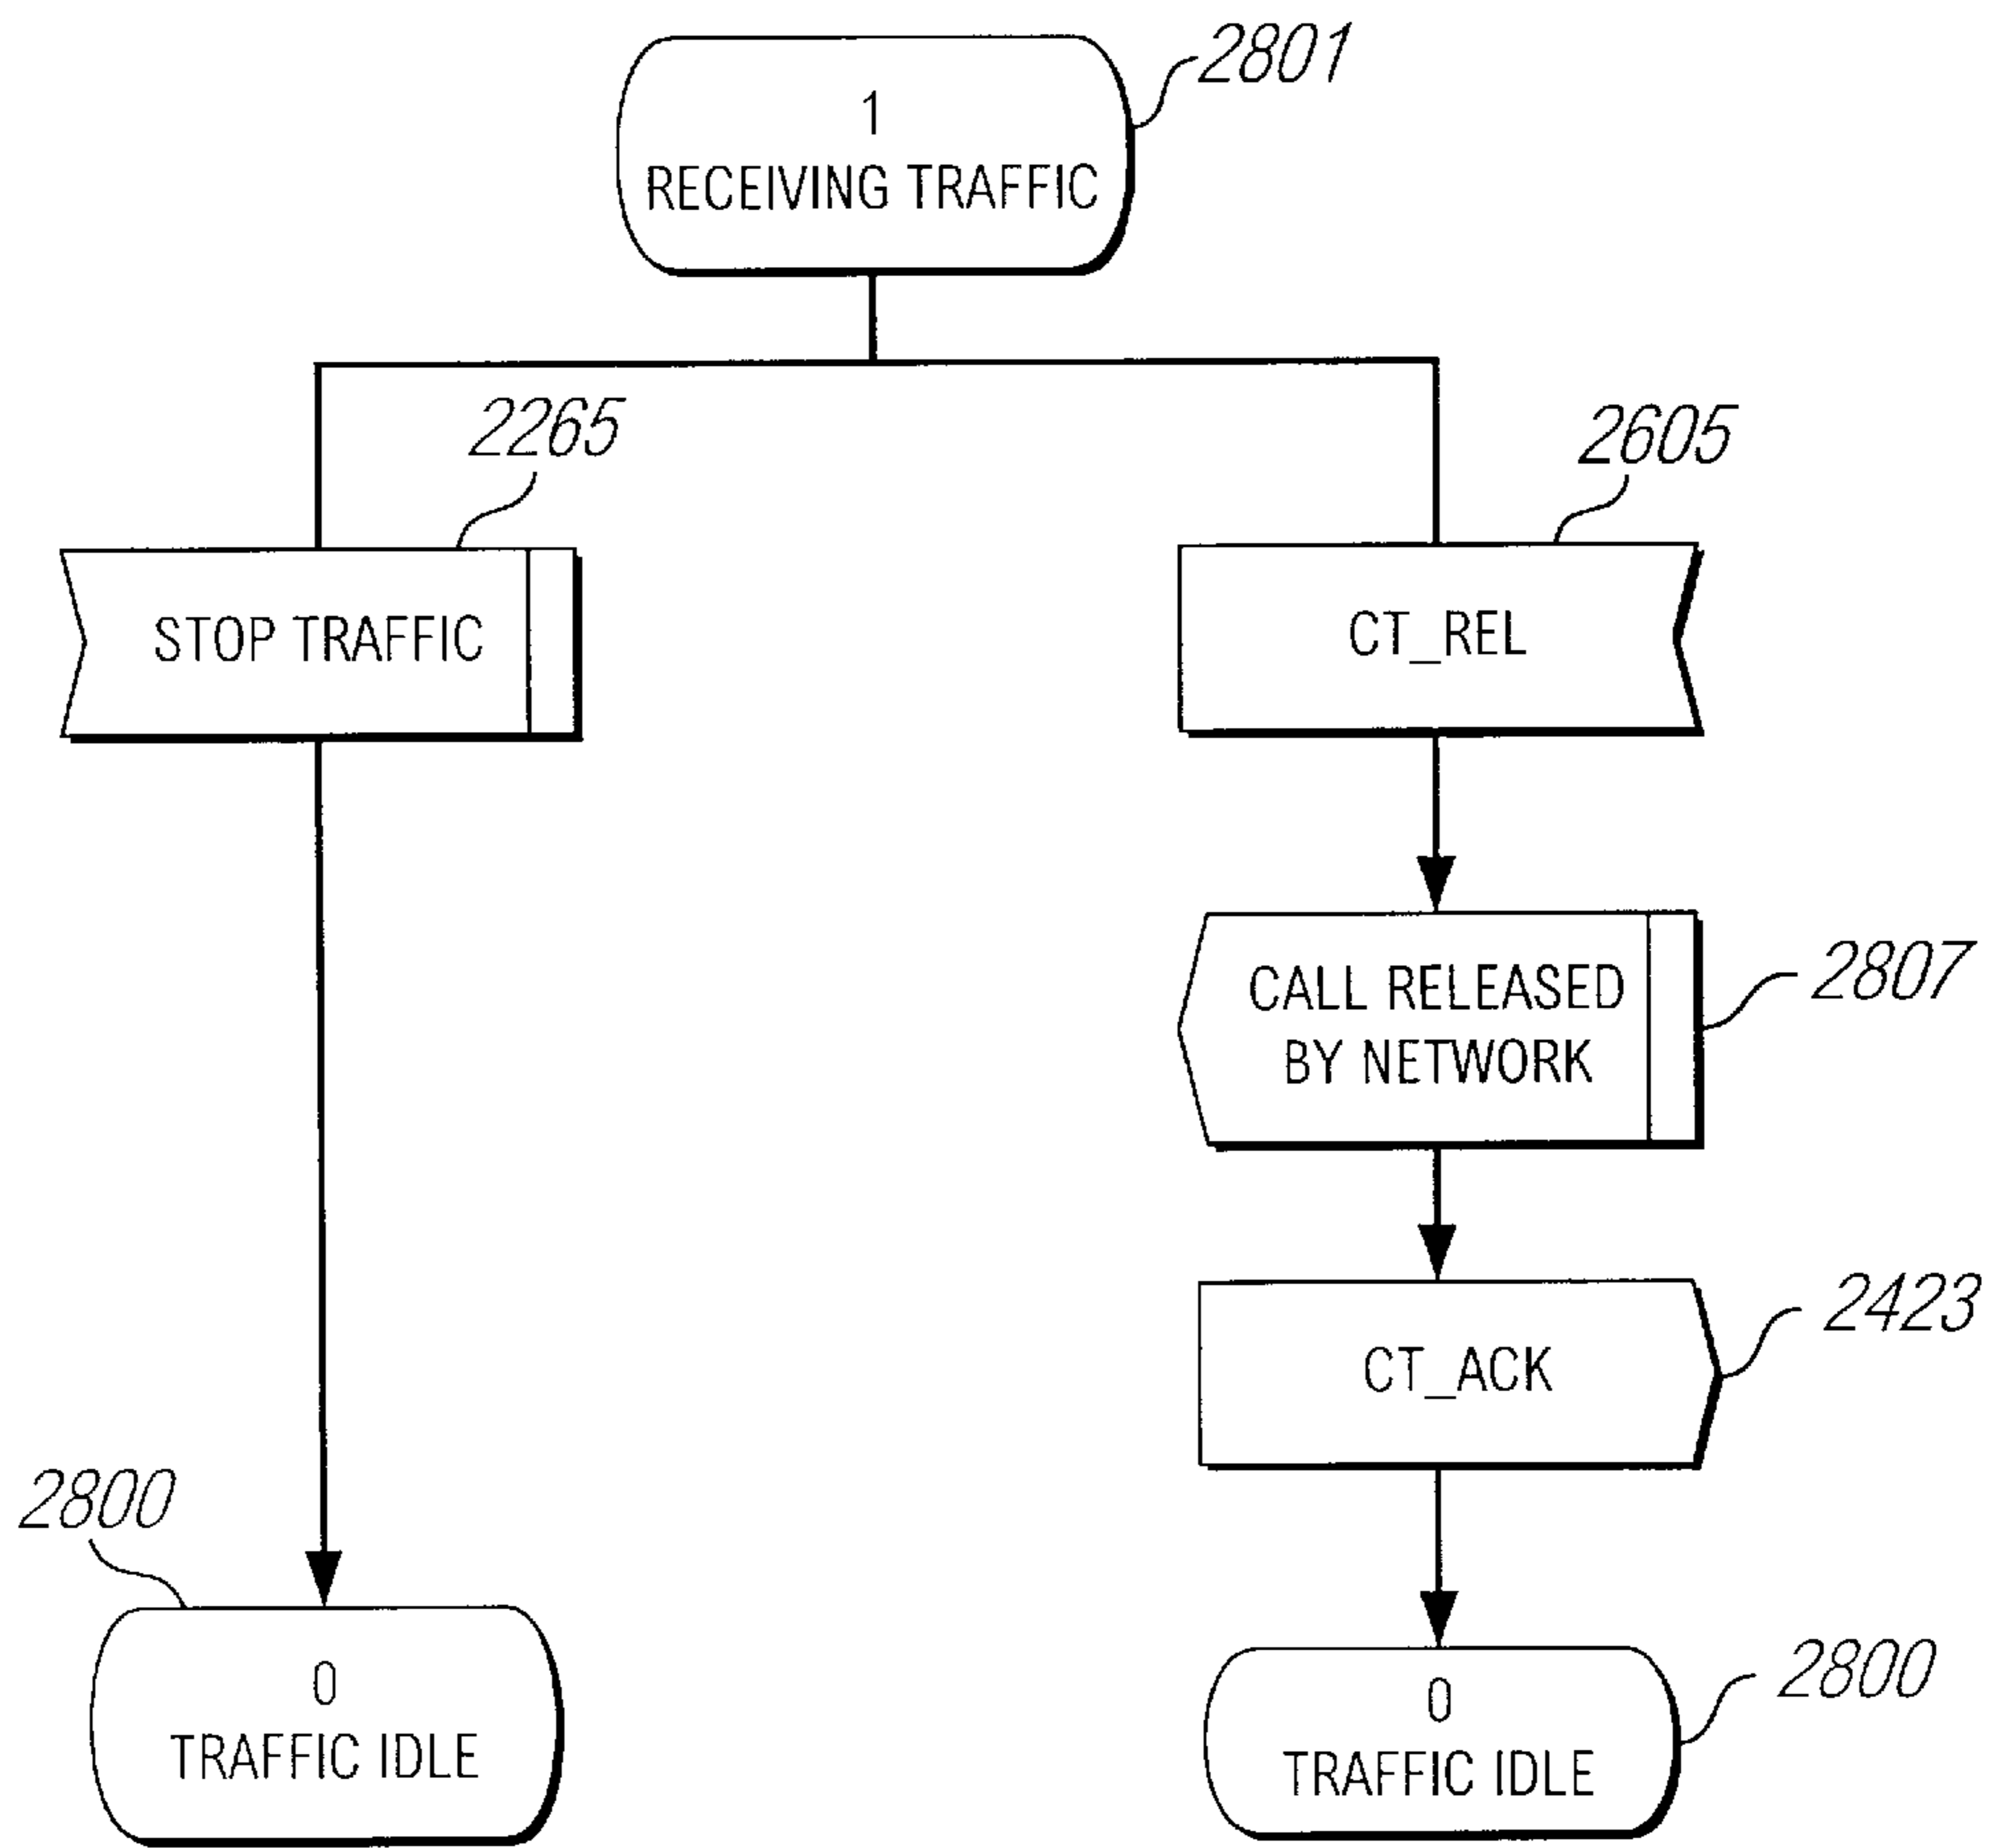 2801
1
RECEIVING TRAFFIC
2265
2605
STOP TRAFFIC
CT_REL
CALL RELEASED
BY NETWORK
2807
CT_ACK
2423
2800
0
TRAFFIC IDLE
0
TRAFFIC IDLE
2800